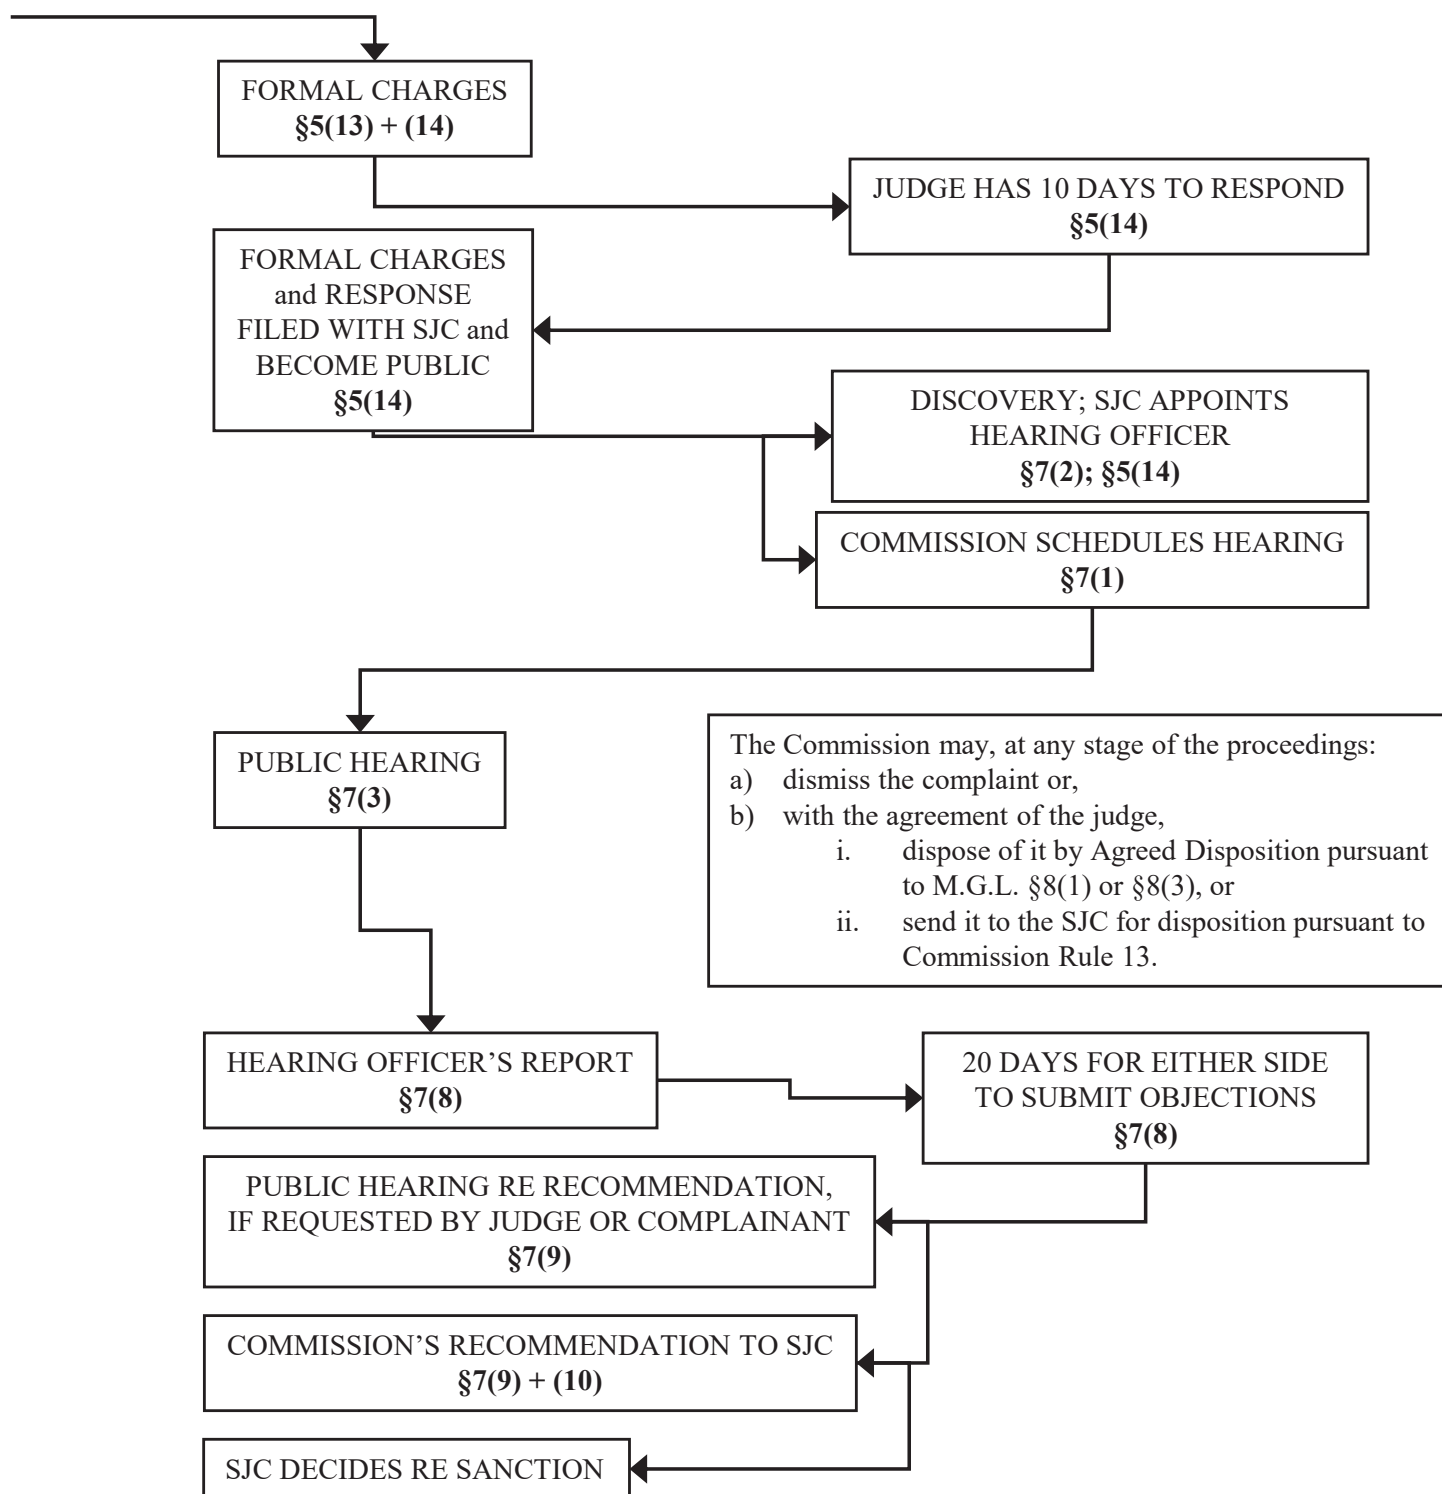 FORMAL CHARGES
§5(13) + (14)
JUDGE HAS 10 DAYS TO RESPOND
§5(14)
FORMAL CHARGES
and RESPONSE
FILED WITH SJC and
BECOME PUBLIC
§5(14)
DISCOVERY; SJC APPOINTS
HEARING OFFICER
§7(2); §5(14)
COMMISSION SCHEDULES HEARING
§7(1)
PUBLIC HEARING
§7(3)
The Commission may, at any stage of the proceedings:
a) dismiss the complaint or,
b) with the agreement of the judge,
i. dispose of it by Agreed Disposition pursuant
to M.G.L. §8(1) or §8(3), or
ii. send it to the SJC for disposition pursuant to
Commission Rule 13.
HEARING OFFICER’S REPORT
§7(8)
20 DAYS FOR EITHER SIDE
TO SUBMIT OBJECTIONS
§7(8)
PUBLIC HEARING RE RECOMMENDATION,
IF REQUESTED BY JUDGE OR COMPLAINANT
§7(9)
COMMISSION’S RECOMMENDATION TO SJC
§7(9) + (10)
SJC DECIDES RE SANCTION